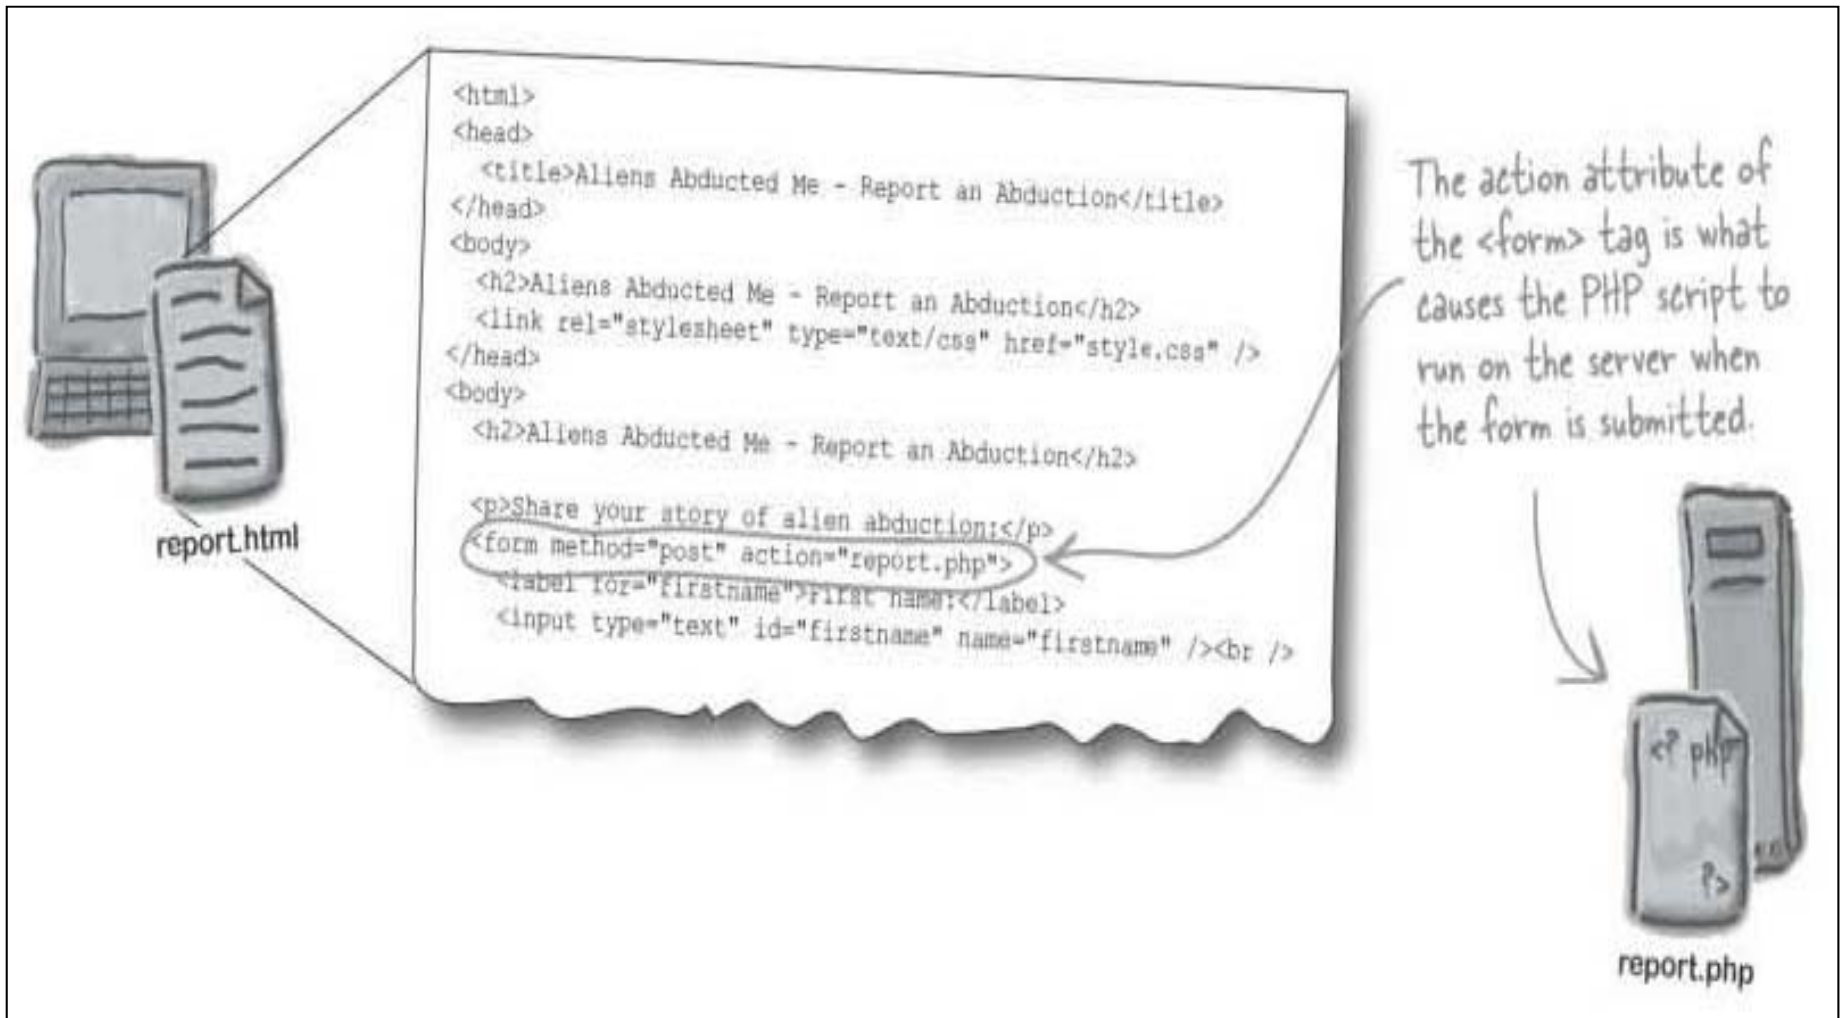 <html>
<head>
<title>Aliens Abducted Me - Report an Abduction</title>
</head>
<body>
<h2>Aliens Abducted Me - Report an Abduction</h2>
<link rel="stylesheet" type="text/css" href="style.css" />
</head>
<body>
<h2>Aliens Abducted Me - Report an Abduction</h2>
<p>Share your story of alien abduction:</p>
<form method="post" action="report.php">
<label for="firstname">First name:</label>
<input type="text" id="firstname" name="firstname" /><br />
report.html
The action attribute of
the <form> tag is what
causes the PHP script to
run on the server when
the form is submitted.
<? php
?>
report.php